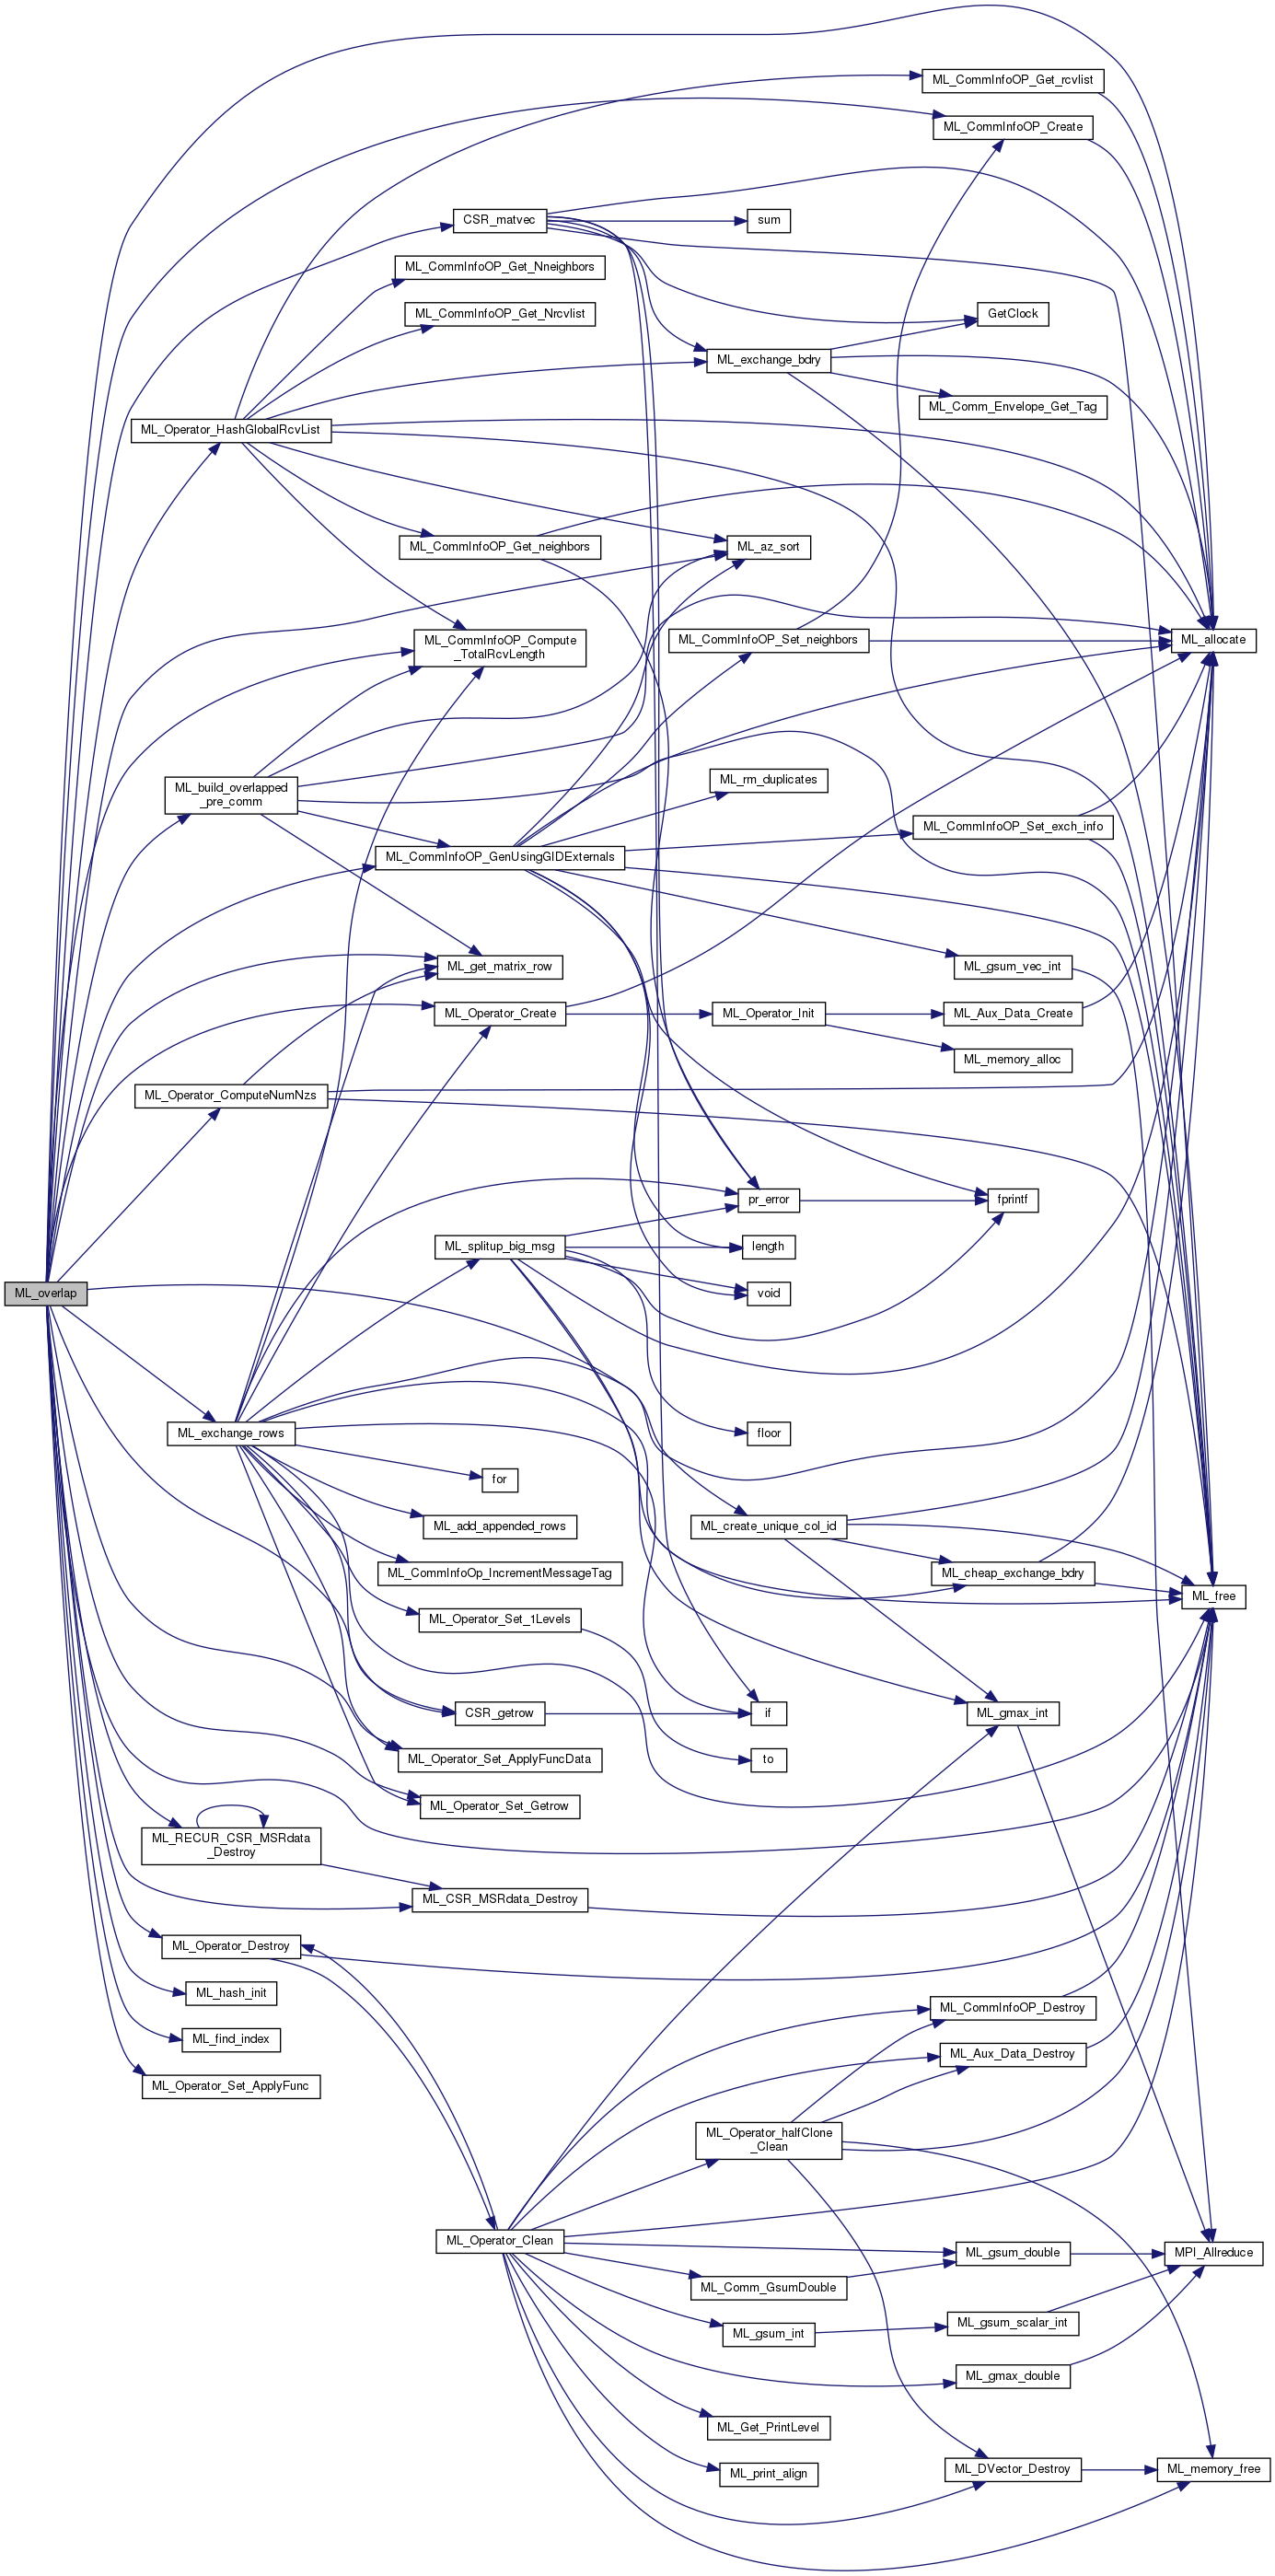 ML_CommInfoOP_Get_rcvlist
ML_CommInfoOP_Create
CSR_matvec
sum
ML_CommInfoOP_Get_Nneighbors
ML_CommInfoOP_Get_Nrcvlist
GetClock
ML_exchange_bdry
ML_Comm_Envelope_Get_Tag
ML_Operator_HashGlobalRcvList
ML_CommInfoOP_Get_neighbors
ML_az_sort
ML_CommInfoOP_Compute
_TotalRcvLength
ML_CommInfoOP_Set_neighbors
ML_allocate
ML_build_overlapped
_pre_comm
ML_rm_duplicates
ML_CommInfoOP_Set_exch_info
ML_CommInfoOP_GenUsingGIDExternals
ML_get_matrix_row
ML_gsum_vec_int
ML_Operator_Create
ML_Operator_Init
ML_Aux_Data_Create
ML_memory_alloc
ML_Operator_ComputeNumNzs
pr_error
fprintf
ML_splitup_big_msg
length
ML_overlap
void
ML_exchange_rows
floor
for
ML_add_appended_rows
ML_create_unique_col_id
ML_CommInfoOp_IncrementMessageTag
ML_cheap_exchange_bdry
ML_free
ML_Operator_Set_1Levels
CSR_getrow
if
ML_gmax_int
ML_Operator_Set_ApplyFuncData
to
ML_Operator_Set_Getrow
ML_RECUR_CSR_MSRdata
_Destroy
ML_CSR_MSRdata_Destroy
ML_Operator_Destroy
ML_hash_init
ML_CommInfoOP_Destroy
ML_find_index
ML_Aux_Data_Destroy
ML_Operator_Set_ApplyFunc
ML_Operator_halfClone
_Clean
ML_Operator_Clean
ML_gsum_double
MPI_Allreduce
ML_Comm_GsumDouble
ML_gsum_int
ML_gsum_scalar_int
ML_gmax_double
ML_Get_PrintLevel
ML_print_align
ML_DVector_Destroy
ML_memory_free